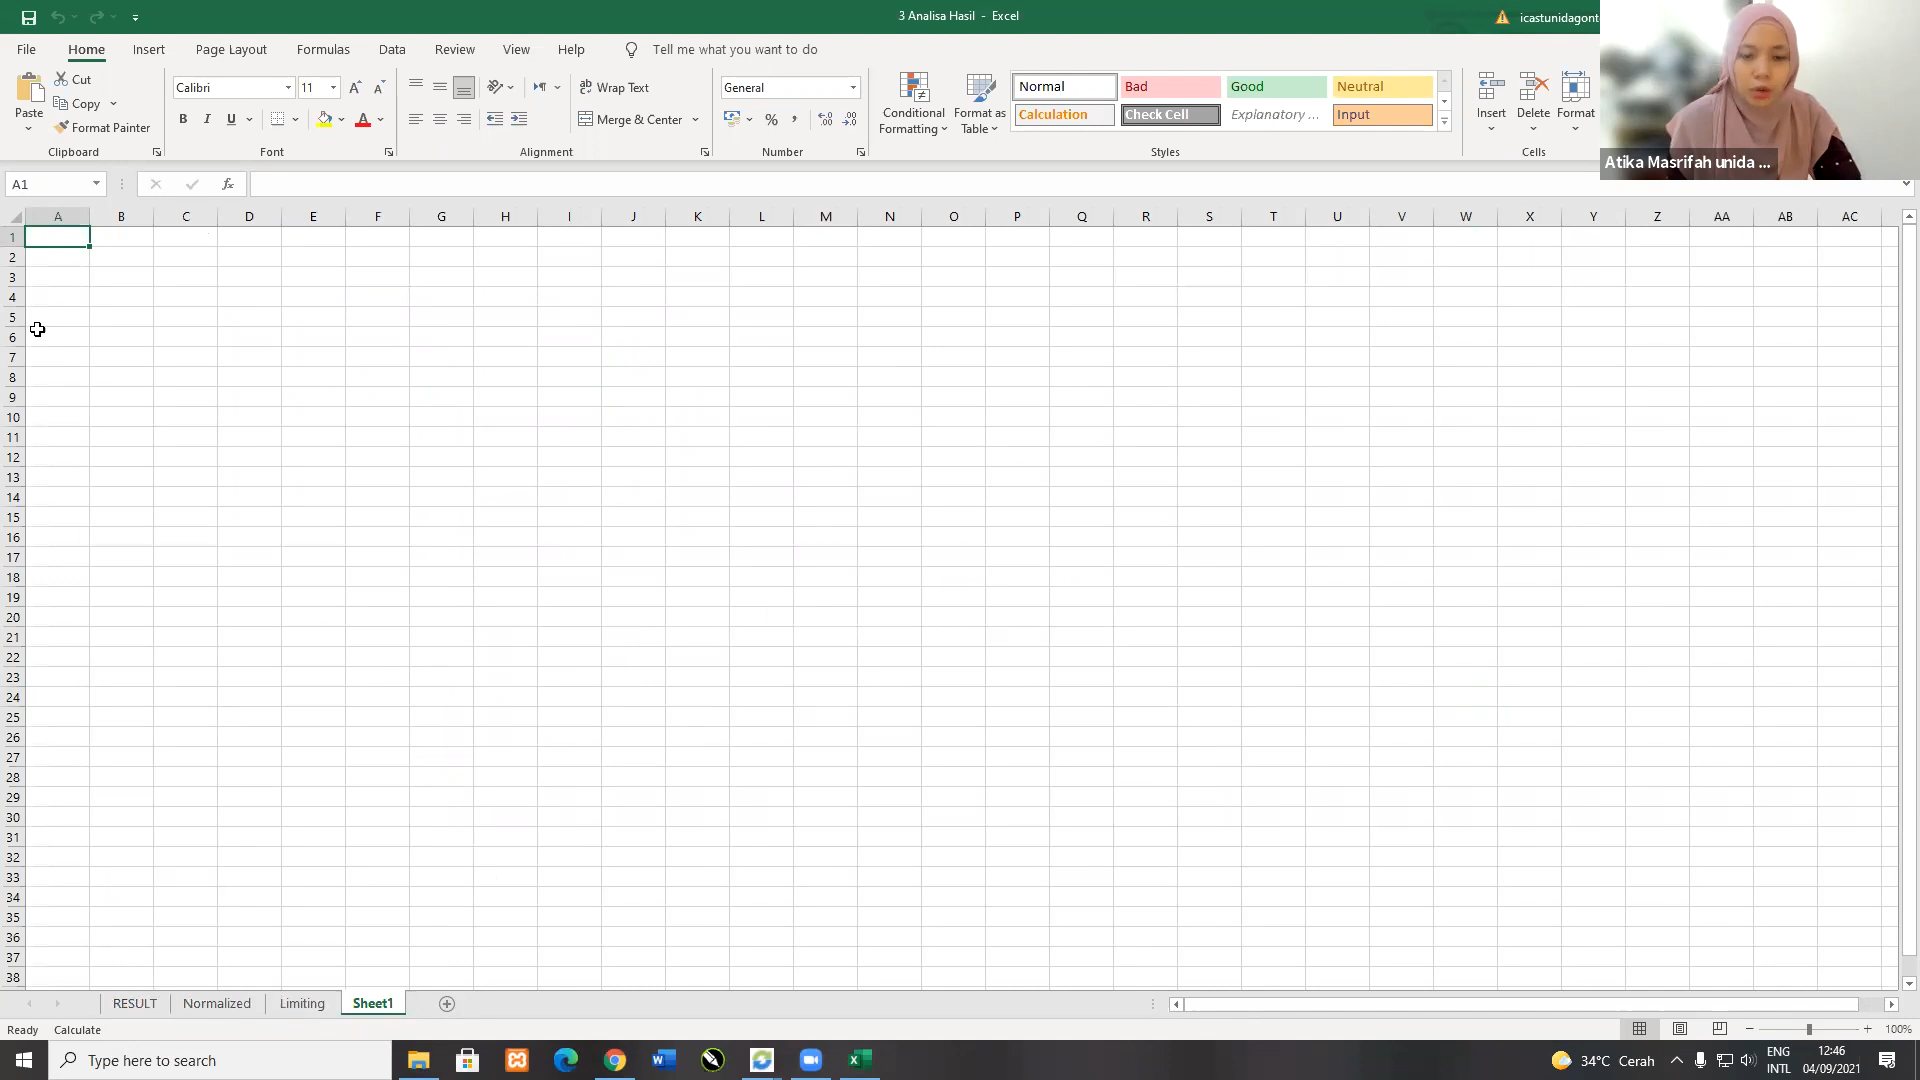 3 Analisa Hasil - Excel
icastunidagont
File Home Insert Page Layout Formulas Data Review View Help Tell me what you want to do
Paste
Cut
Copy
Format Painter
Clipboard
Calibri 11
B I U
Font
Wrap Text
Merge & Center
Alignment
General
Number
Conditional Formatting
Format as Table
Normal Bad Good Neutral
Calculation Check Cell Explanatory ... Input
Styles
Insert Delete Format
Cells
Atika Masrifah unida ...
A1
fx
A B C D E F G H I J K L M N O P Q R S T U V W X Y Z AA AB AC
1
2
3
4
5
6
7
8
9
10
11
12
13
14
15
16
17
18
19
20
21
22
23
24
25
26
27
28
29
30
31
32
33
34
35
36
37
38
RESULT Normalized Limiting Sheet1
Ready Calculate
100%
Type here to search
34°C Cerah
ENG
INTL
12:46
04/09/2021